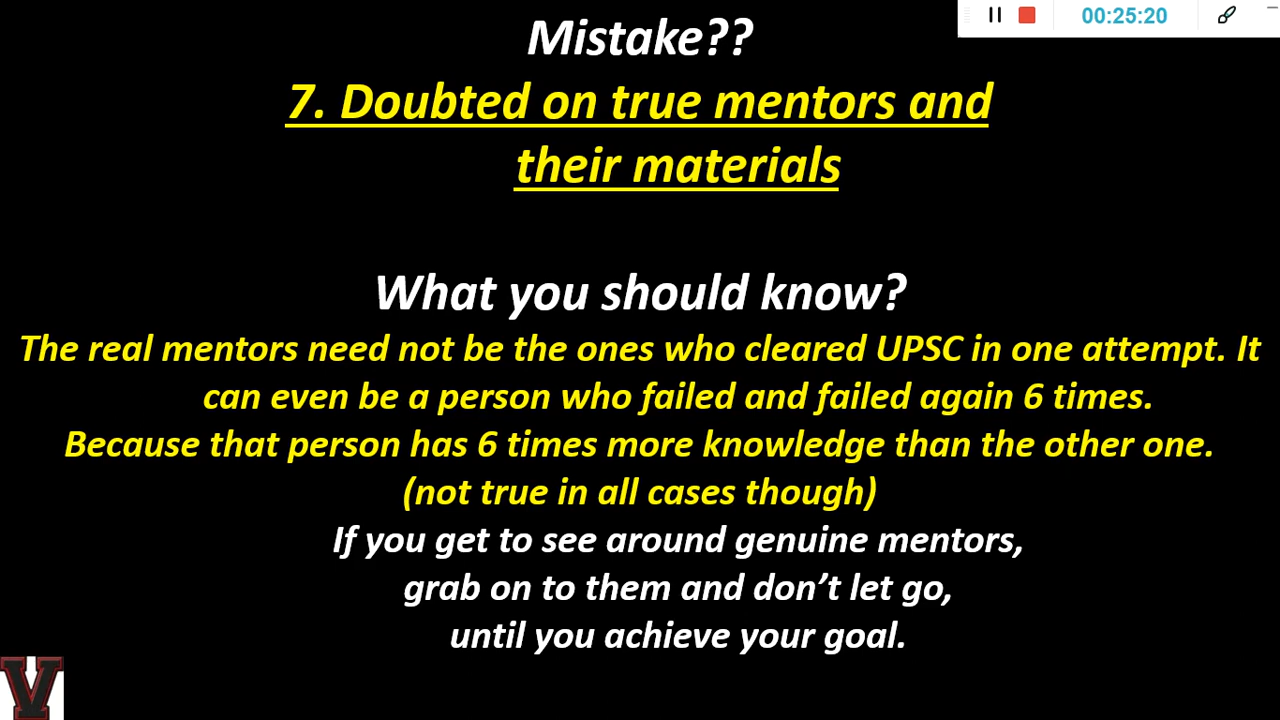 00:25:20
Mistake??
7. Doubted on true mentors and
their materials
What you should know?
The real mentors need not be the ones who cleared UPSC in one attempt. It
can even be a person who failed and failed again 6 times.
Because that person has 6 times more knowledge than the other one.
(not true in all cases though)
If you get to see around genuine mentors,
grab on to them and don’t let go,
until you achieve your goal.
V